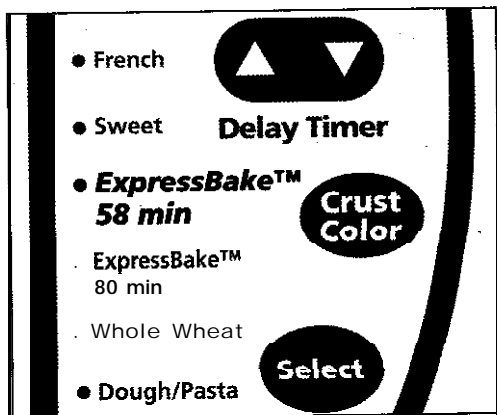 • French
• Sweet
Delay Timer
• ExpressBake™
58 min
Crust
Color
. ExpressBake™
80 min
. Whole Wheat
Select
• Dough/Pasta